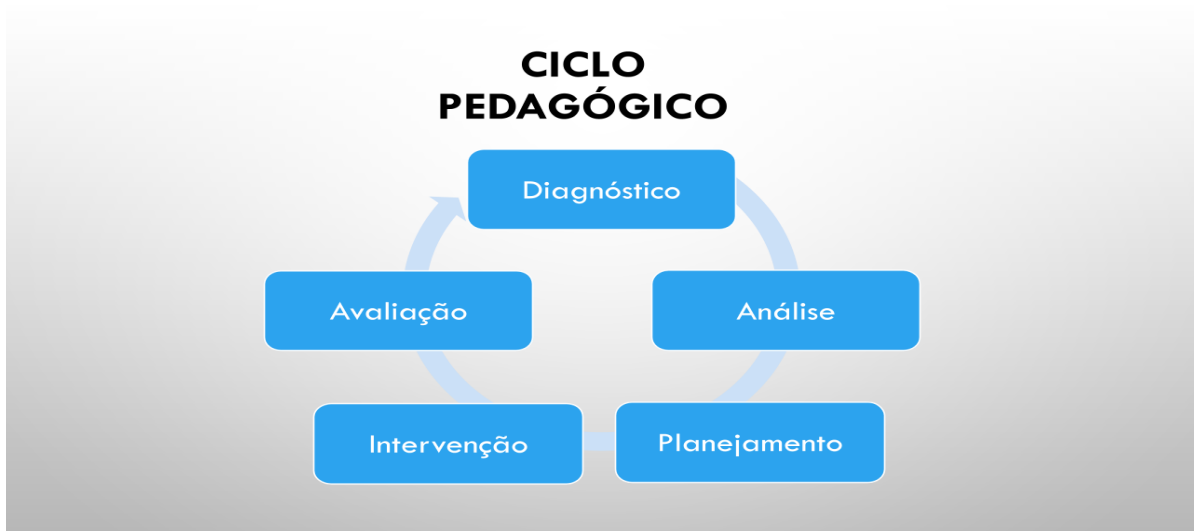 CICLO
PEDAGÓGICO
Diagnóstico
Análise
Planejamento
Intervenção
Avaliação